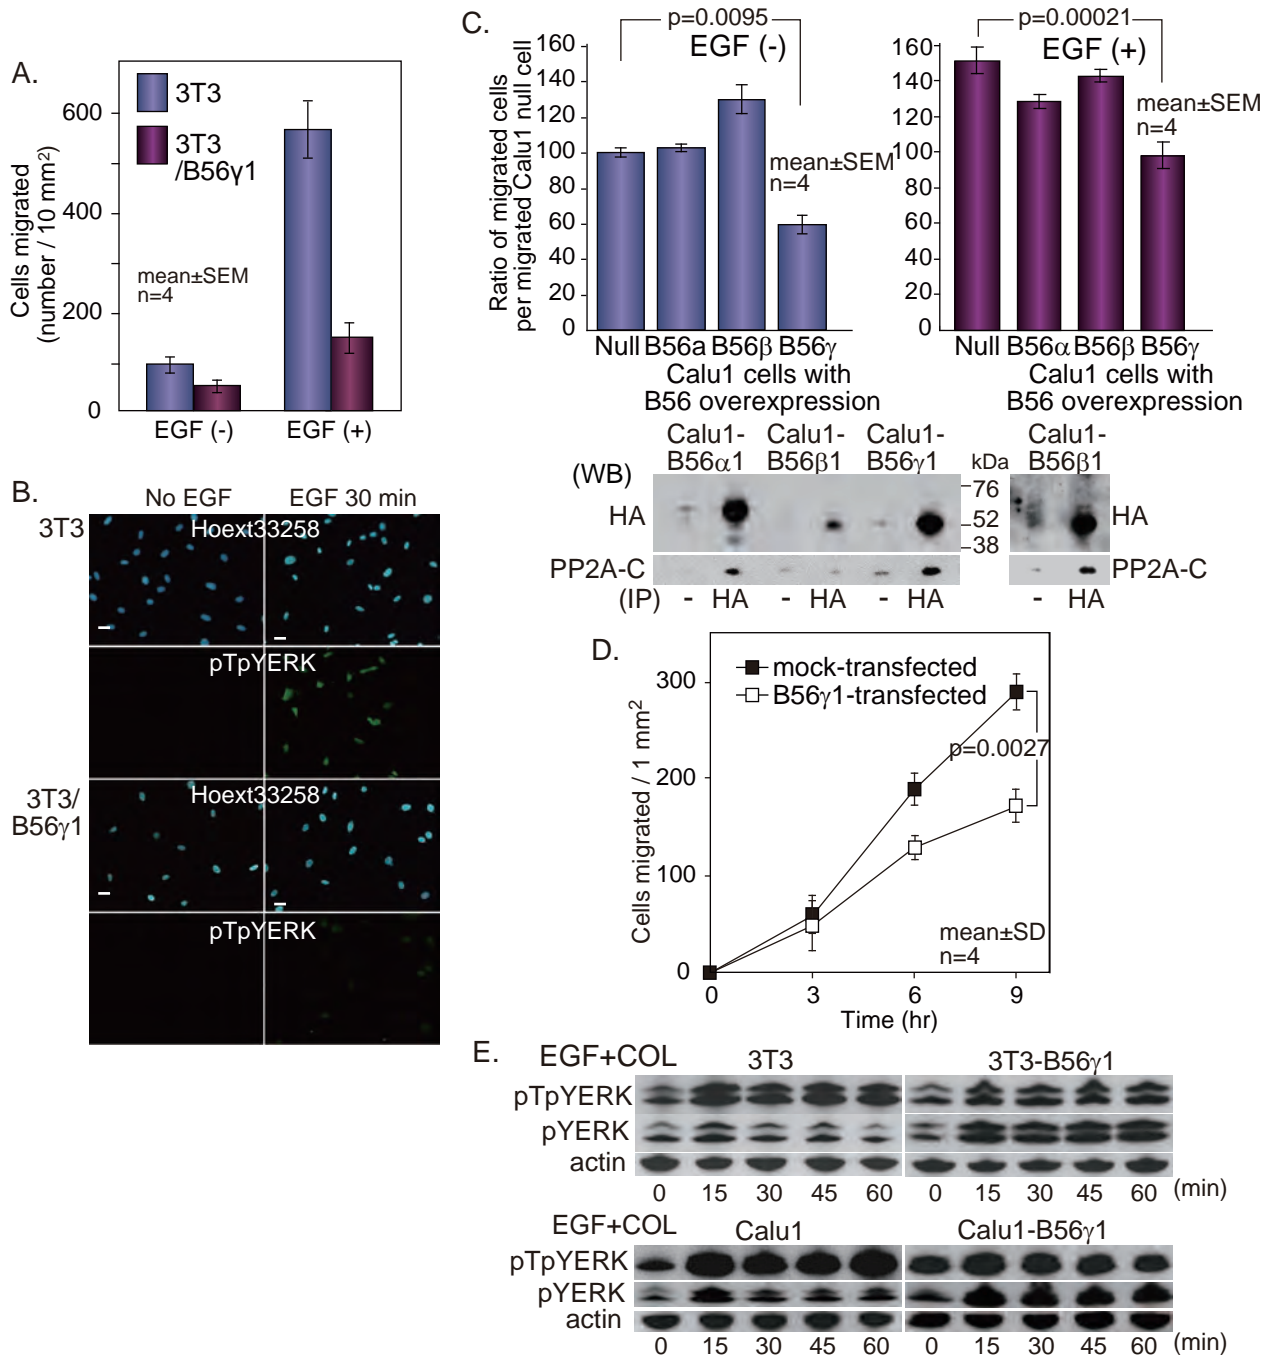 A.
600
400
200
0
Cells migrated
(number / 10 mm²)
3T3
3T3
/B56γ1
mean±SEM
n=4
EGF (-)
EGF (+)
B.
No EGF
EGF 30 min
3T3
Hoext33258
pTpYERK
3T3/
B56γ1
Hoext33258
pTpYERK
C.
p=0.0095
EGF (-)
160
140
120
100
80
60
40
20
0
Ratio of migrated cells
per migrated Calu1 null cell
mean±SEM
n=4
Null B56a B56β B56γ
Calu1 cells with
B56 overexpression
p=0.00021
EGF (+)
160
140
120
100
80
60
40
20
0
mean±SEM
n=4
Null B56α B56β B56γ
Calu1 cells with
B56 overexpression
Calu1-
B56α1
Calu1-
B56β1
Calu1-
B56γ1
kDa
Calu1-
B56β1
(WB)
HA
76
52
38
HA
PP2A-C
PP2A-C
(IP)
- HA - HA - HA
- HA
D.
mock-transfected
B56γ1-transfected
300
200
100
0
Cells migrated / 1 mm²
p=0.0027
mean±SD
n=4
0 3 6 9
Time (hr)
E.
EGF+COL
3T3
3T3-B56γ1
pTpYERK
pYERK
actin
0 15 30 45 60
0 15 30 45 60 (min)
EGF+COL
Calu1
Calu1-B56γ1
pTpYERK
pYERK
actin
0 15 30 45 60
0 15 30 45 60 (min)